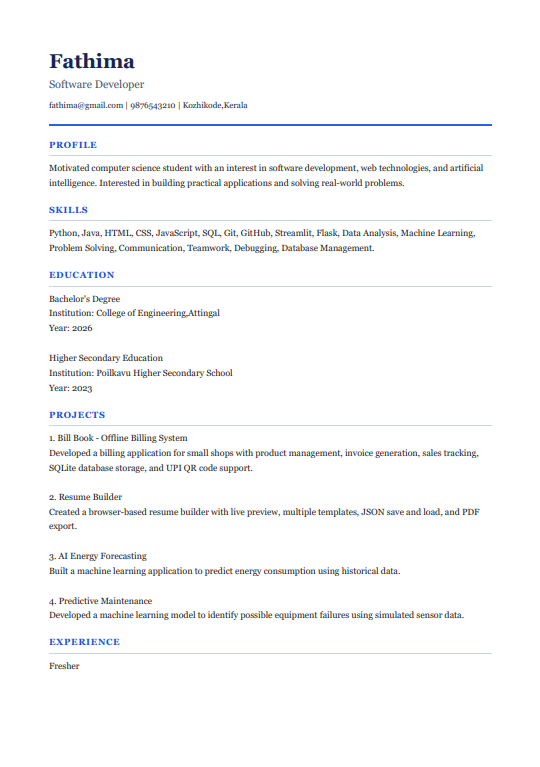 Fathima
Software Developer
fathima@gmail.com | 9876543210 | Kozhikode,Kerala
PROFILE
Motivated computer science student with an interest in software development, web technologies, and artificial
intelligence. Interested in building practical applications and solving real-world problems.
SKILLS
Python, Java, HTML, CSS, JavaScript, SQL, Git, GitHub, Streamlit, Flask, Data Analysis, Machine Learning,
Problem Solving, Communication, Teamwork, Debugging, Database Management.
EDUCATION
Bachelor's Degree
Institution: College of Engineering,Attingal
Year: 2026
Higher Secondary Education
Institution: Poilkavu Higher Secondary School
Year: 2023
PROJECTS
1. Bill Book - Offline Billing System
Developed a billing application for small shops with product management, invoice generation, sales tracking,
SQLite database storage, and UPI QR code support.
2. Resume Builder
Created a browser-based resume builder with live preview, multiple templates, JSON save and load, and PDF
export.
3. AI Energy Forecasting
Built a machine learning application to predict energy consumption using historical data.
4. Predictive Maintenance
Developed a machine learning model to identify possible equipment failures using simulated sensor data.
EXPERIENCE
Fresher